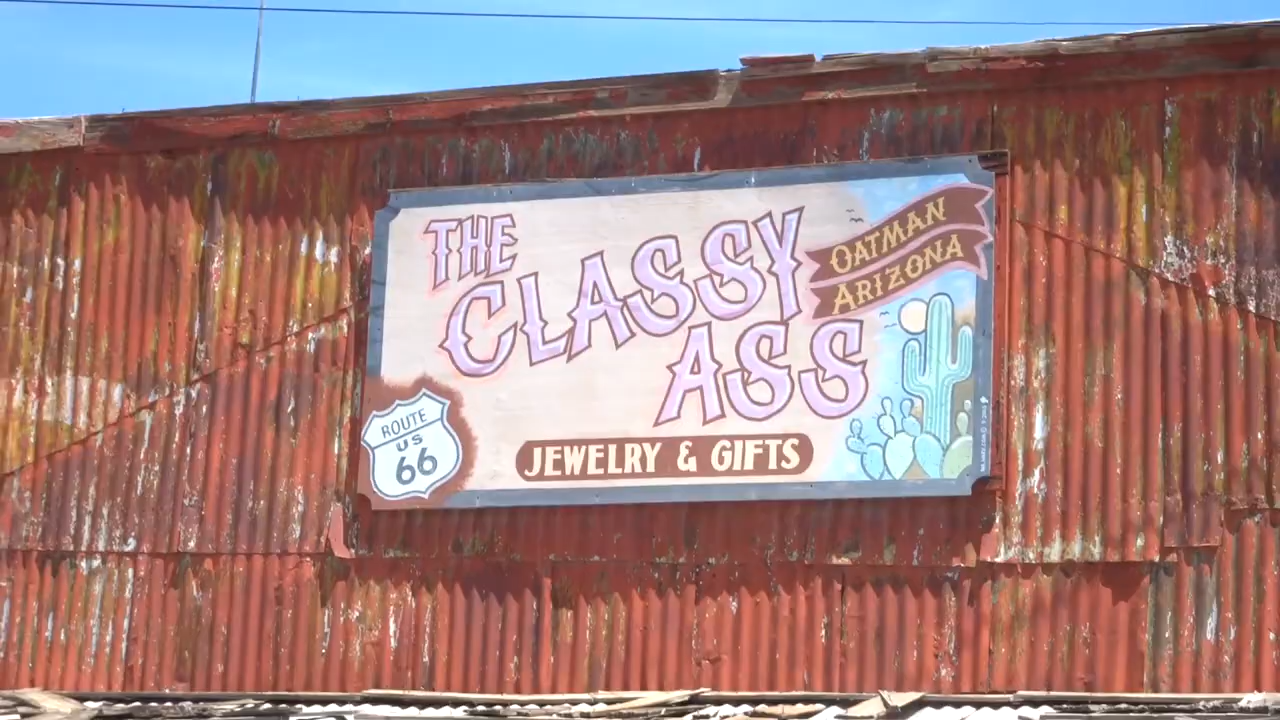 THE
CLASSY
ASS
OATMAN
ARIZONA
ROUTE
US
66
JEWELRY & GIFTS